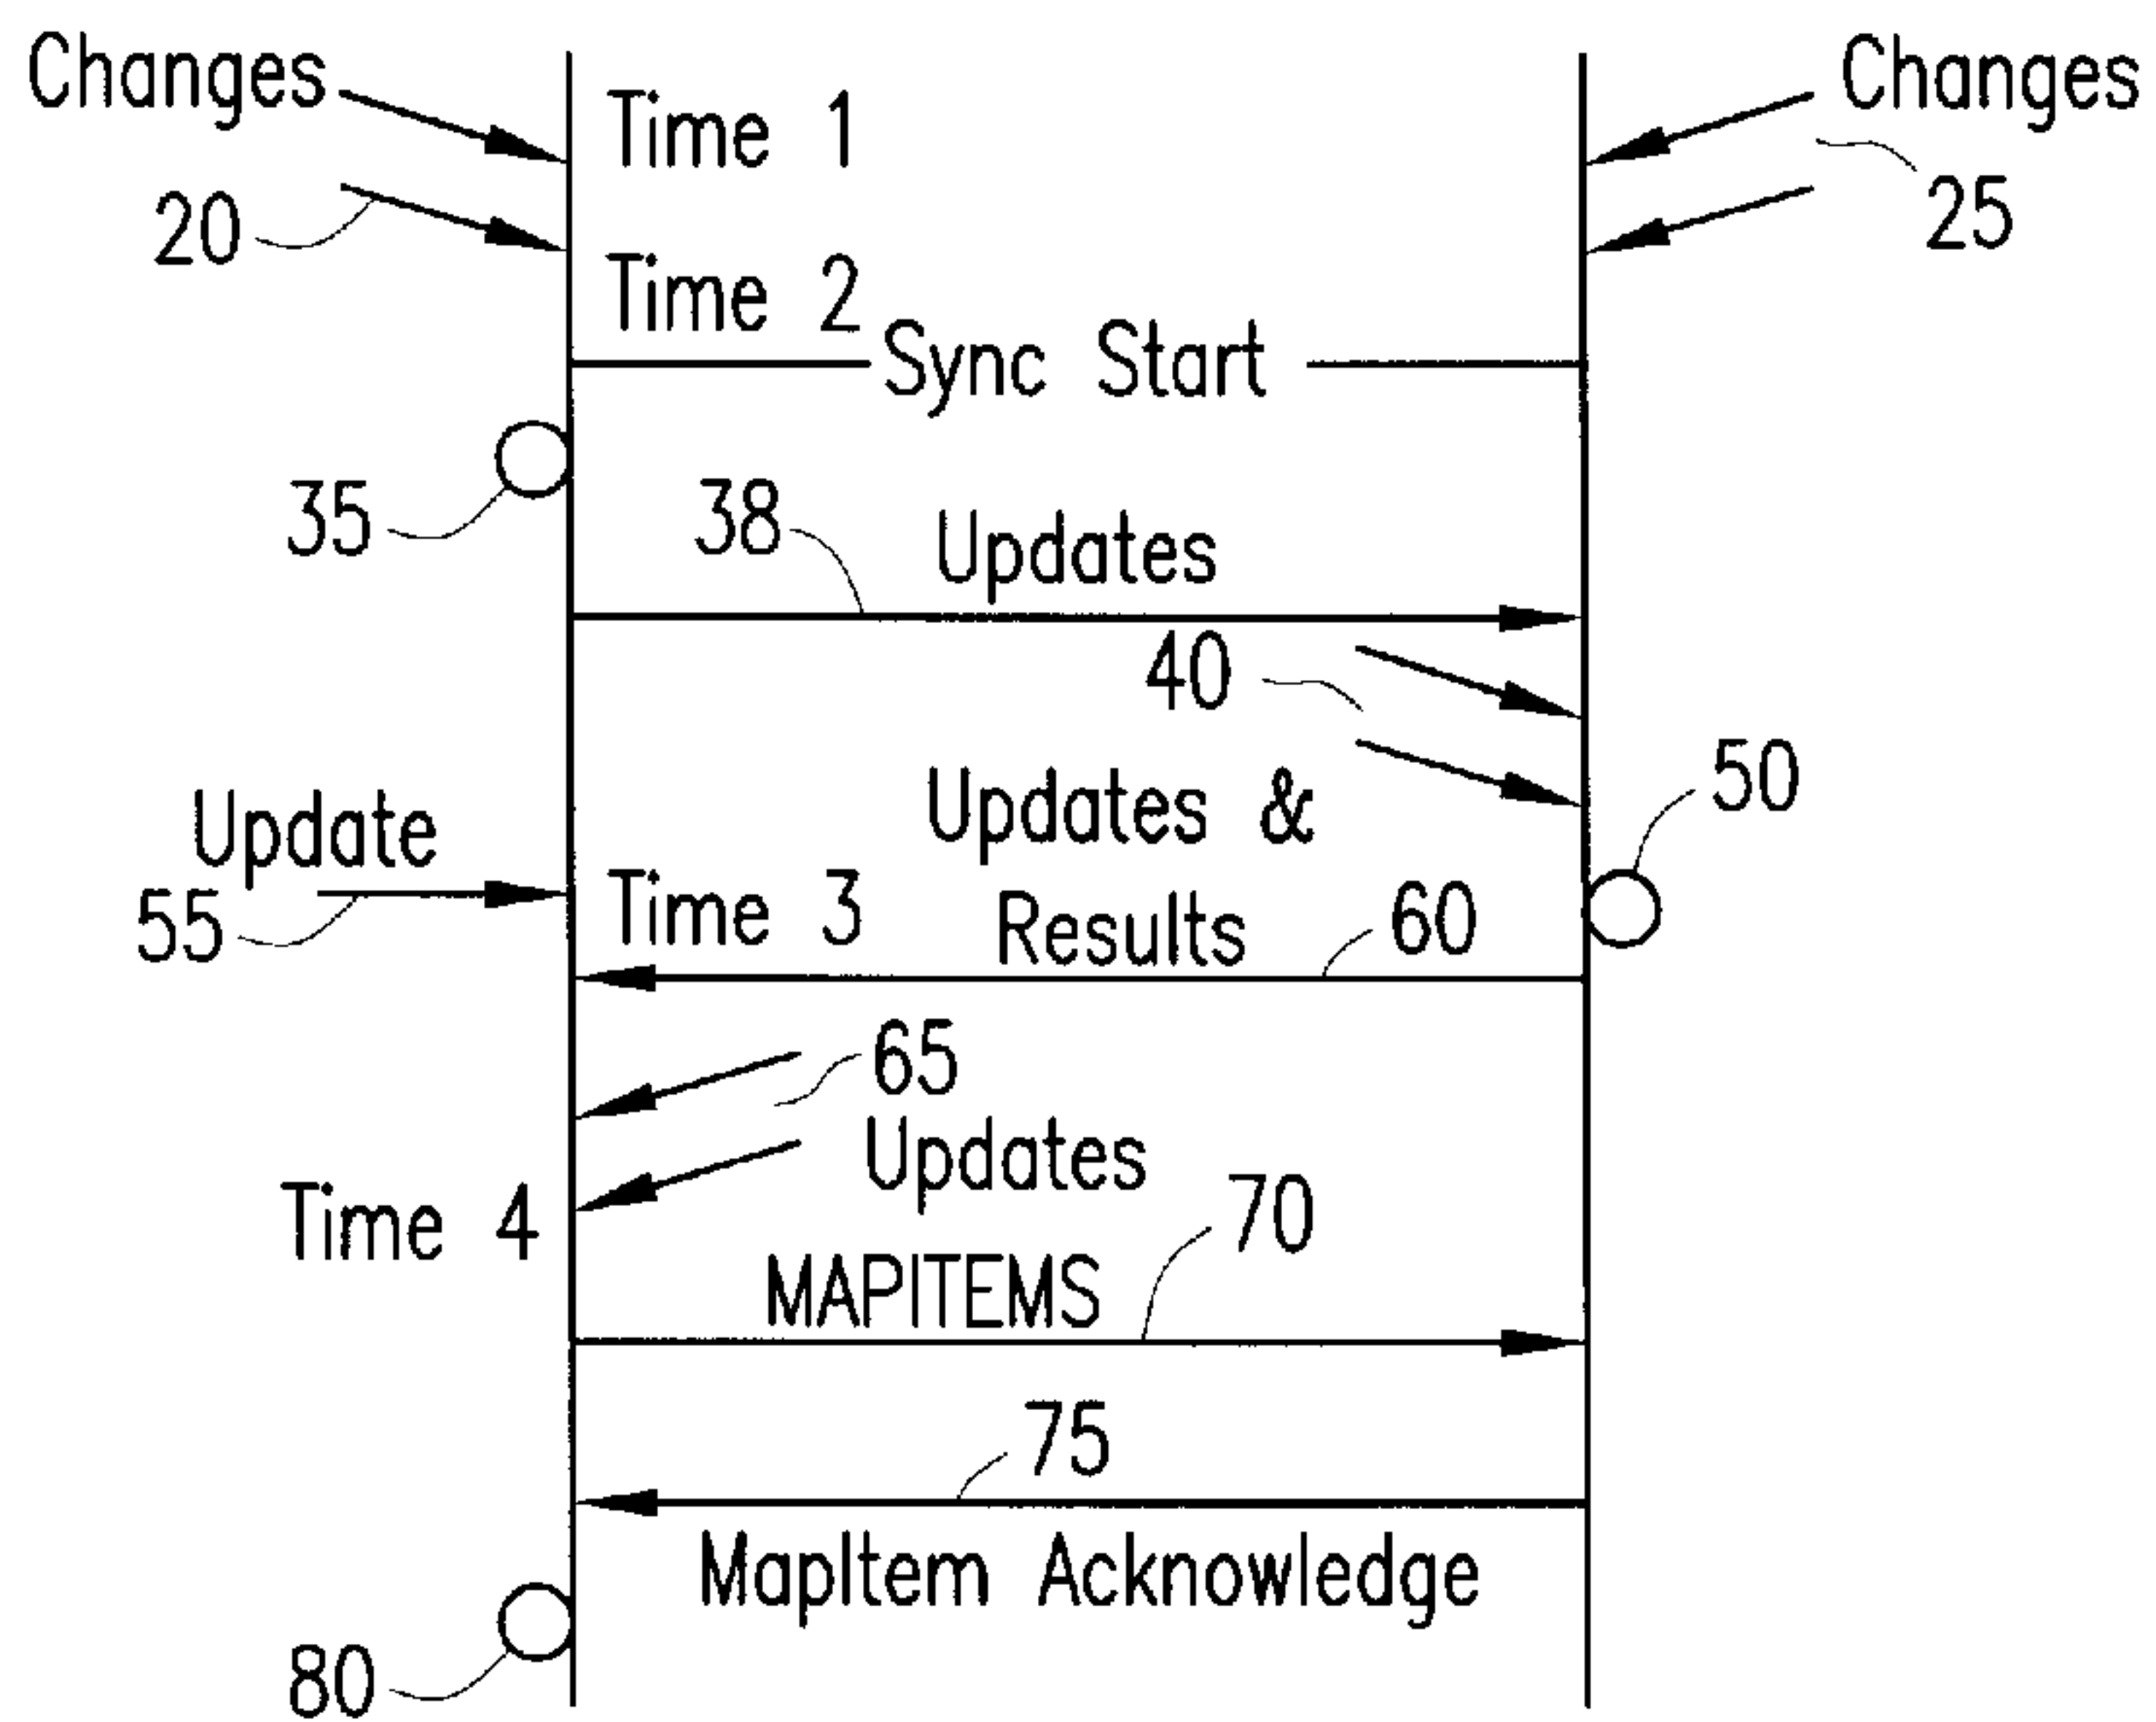 Changes
Time 1
Changes
20
25
Time 2
Sync Start
35
38
Updates
40
Updates &
50
Update
55
Time 3
Results
60
65
Updates
Time 4
70
MAPITEMS
75
MapItem Acknowledge
80